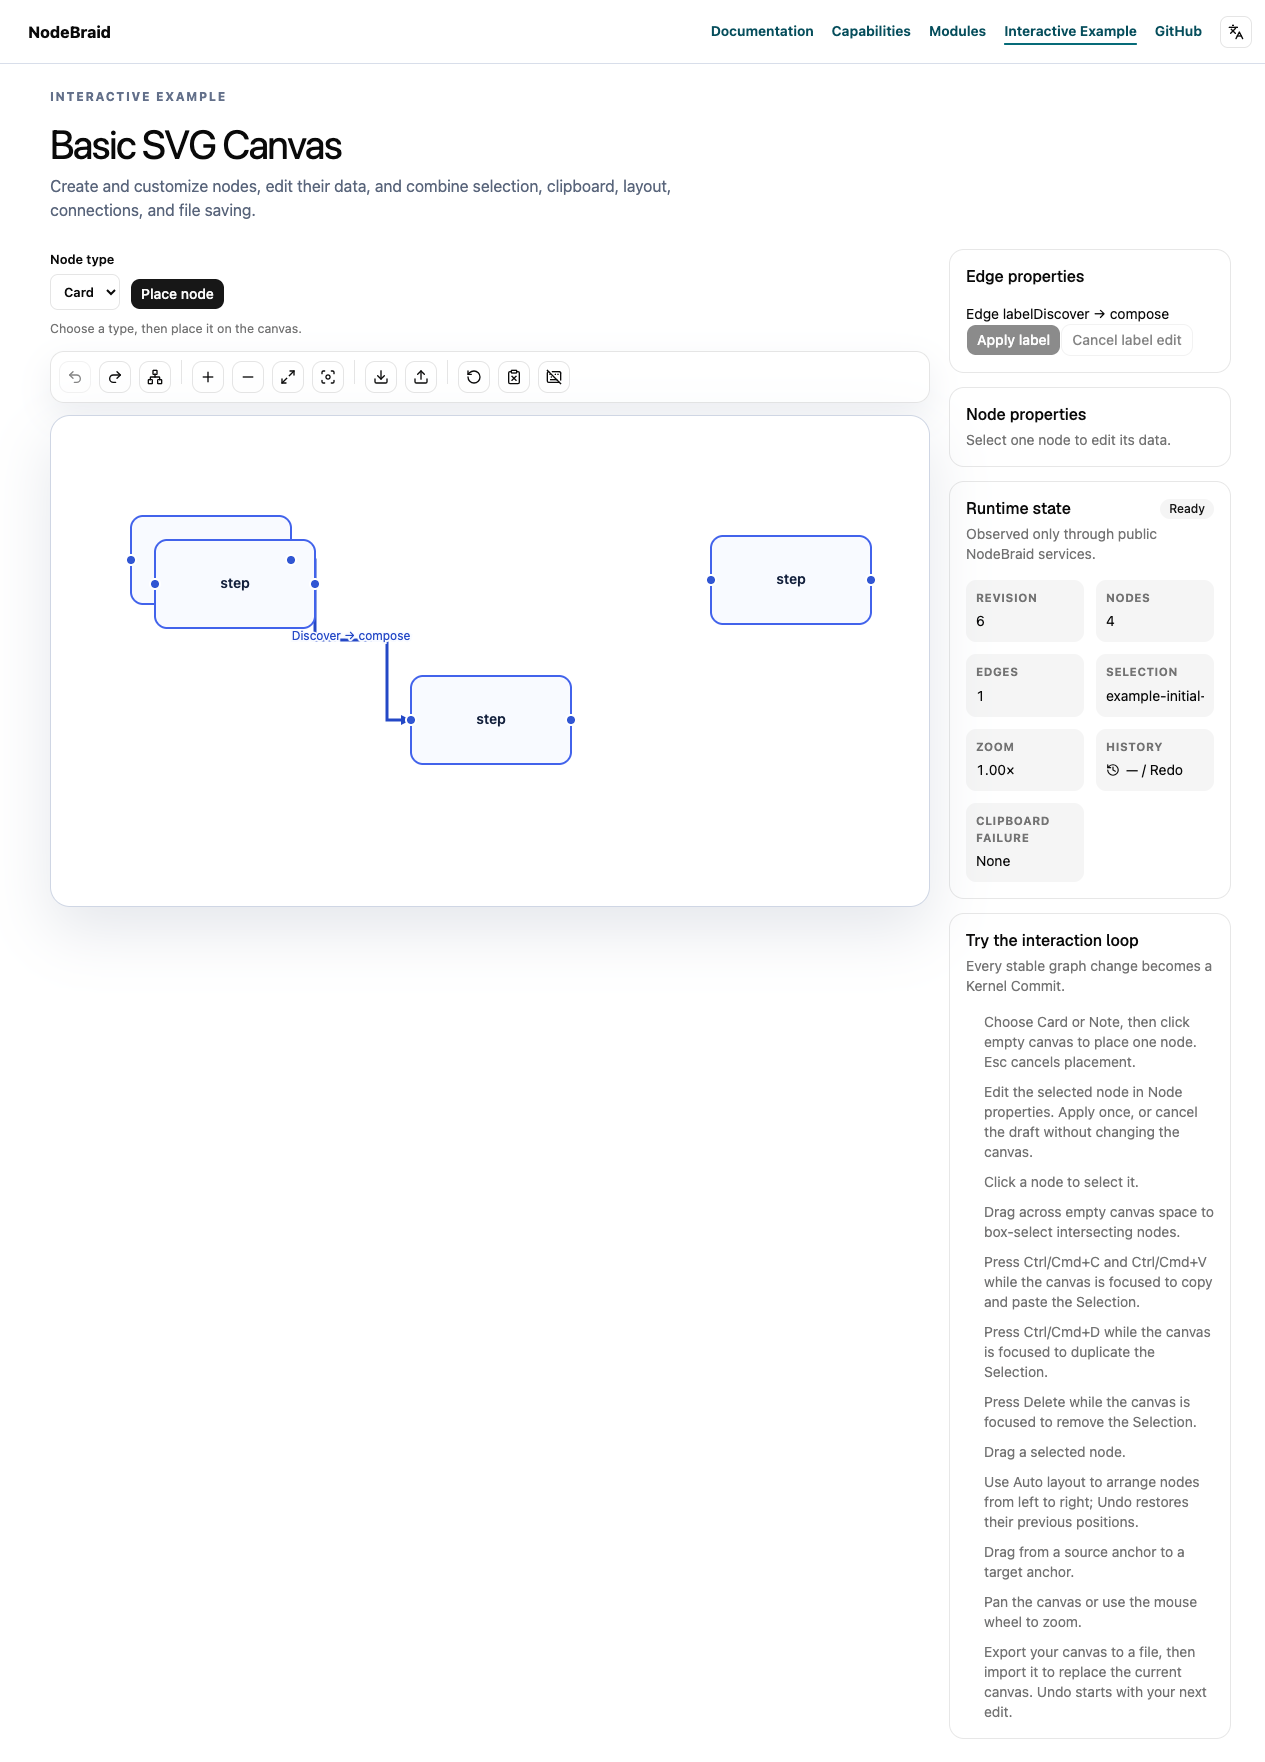 NodeBraid
Documentation
Capabilities
Modules
Interactive Example
GitHub
INTERACTIVE EXAMPLE
Basic SVG Canvas
Create and customize nodes, edit their data, and combine selection, clipboard, layout,
connections, and file saving.
Node type
Card
Place node
Choose a type, then place it on the canvas.
step
step
Discover → compose
step
Edge properties
Edge labelDiscover → compose
Apply label
Cancel label edit
Node properties
Select one node to edit its data.
Runtime state
Ready
Observed only through public
NodeBraid services.
REVISION
6
NODES
4
EDGES
1
SELECTION
example-initial-
ZOOM
1.00×
HISTORY
— / Redo
CLIPBOARD
FAILURE
None
Try the interaction loop
Every stable graph change becomes a
Kernel Commit.
Choose Card or Note, then click
empty canvas to place one node.
Esc cancels placement.
Edit the selected node in Node
properties. Apply once, or cancel
the draft without changing the
canvas.
Click a node to select it.
Drag across empty canvas space to
box-select intersecting nodes.
Press Ctrl/Cmd+C and Ctrl/Cmd+V
while the canvas is focused to copy
and paste the Selection.
Press Ctrl/Cmd+D while the canvas
is focused to duplicate the
Selection.
Press Delete while the canvas is
focused to remove the Selection.
Drag a selected node.
Use Auto layout to arrange nodes
from left to right; Undo restores
their previous positions.
Drag from a source anchor to a
target anchor.
Pan the canvas or use the mouse
wheel to zoom.
Export your canvas to a file, then
import it to replace the current
canvas. Undo starts with your next
edit.